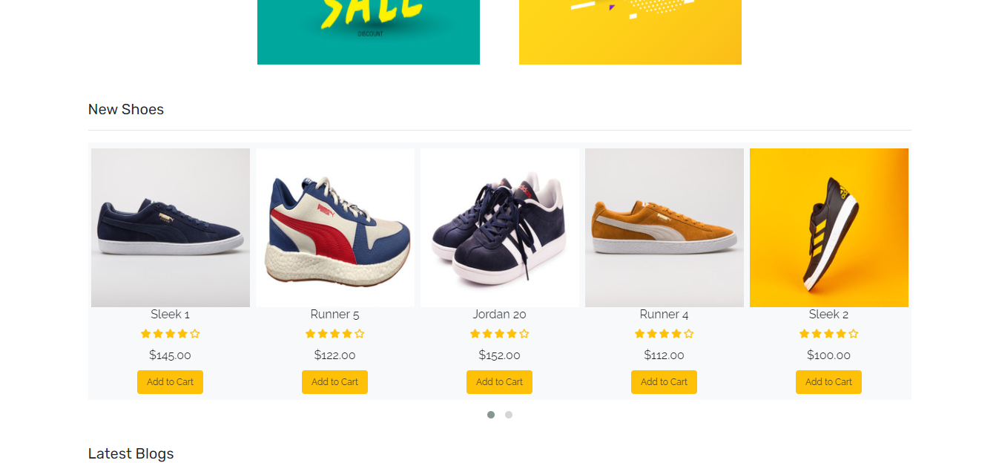 SALE
DISCOUNT
New Shoes
Sleek 1
Runner 5
Jordan 20
Runner 4
Sleek 2
$145.00
$122.00
$152.00
$112.00
$100.00
Add to Cart
Add to Cart
Add to Cart
Add to Cart
Add to Cart
Latest Blogs